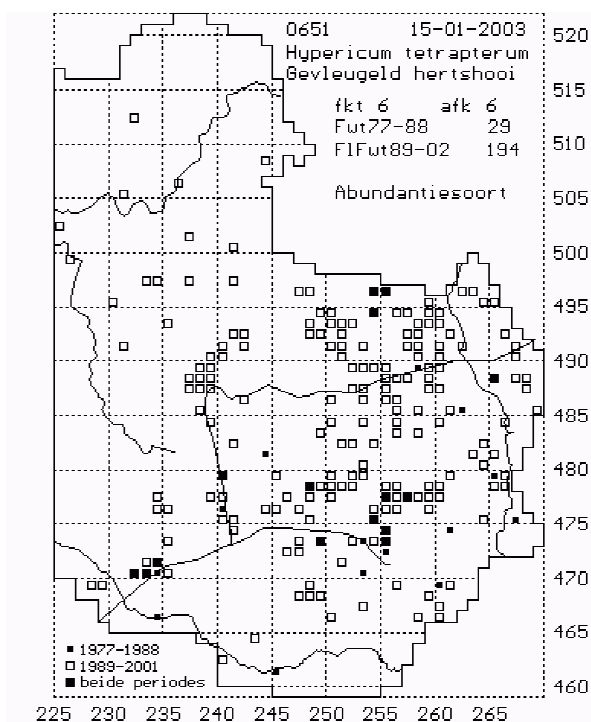 0651 15-01-2003
Hypericum tetrapterum
Gevleugeld hertshooi
fkt 6 afk 6
Fwt77-88 29
FlFwt89-02 194
Abundantiesoort
520
515
510
505
500
495
490
485
480
475
470
465
460
1977-1988
1989-2001
beide periodes
225 230 235 240 245 250 255 260 265